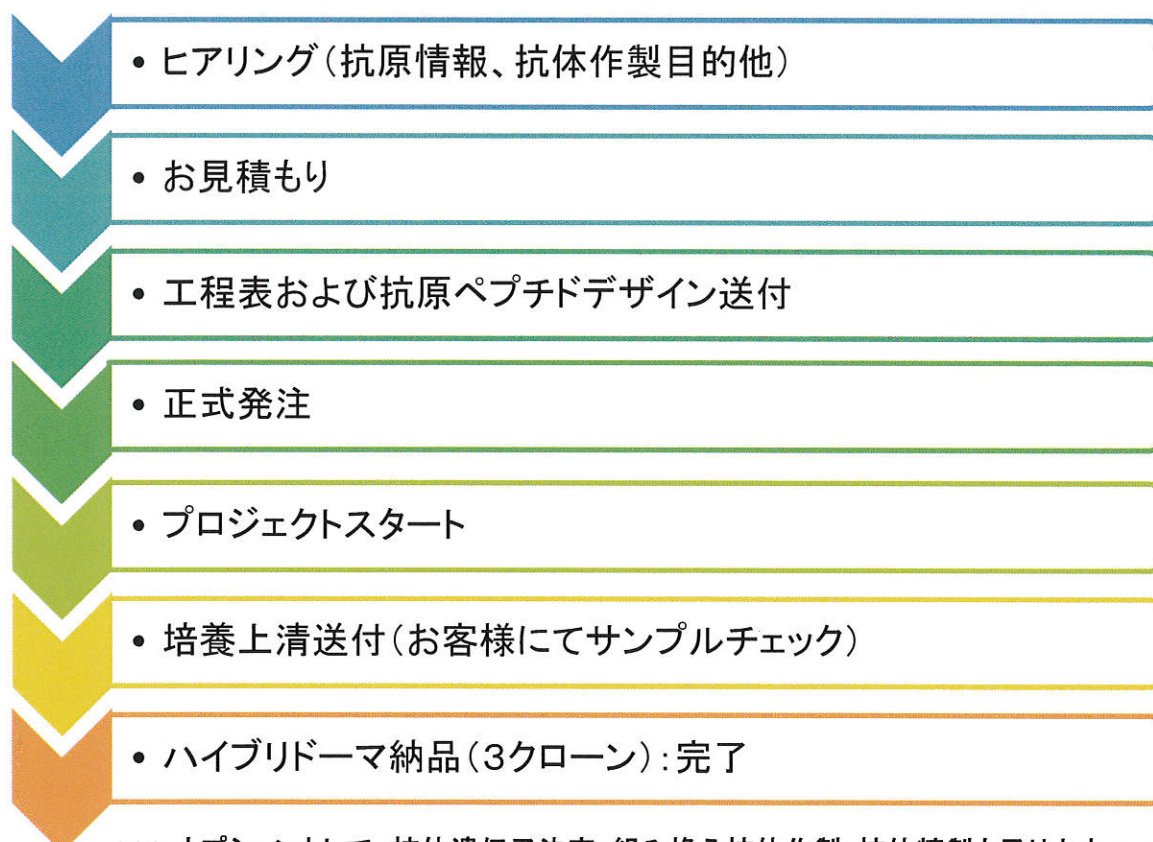 • ヒアリング（抗原情報、抗体作製目的他）
• お見積もり
• 工程表および抗原ペプチドデザイン送付
• 正式発注
• プロジェクトスタート
• 培養上清送付（お客様にてサンプルチェック）
• ハイブリドーマ納品（3クローン）：完了